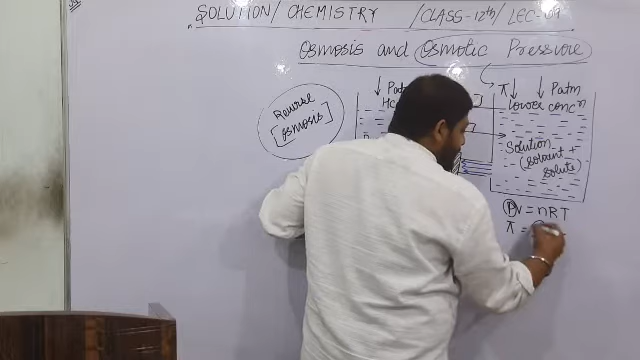 SOLUTION / CHEMISTRY / CLASS-12th / LEC-09
Osmosis and Osmotic Pressure
π Patm
lower concn
Reverse
[osmosis]
Solution
(solvent +
solute)
PV = nRT
π =